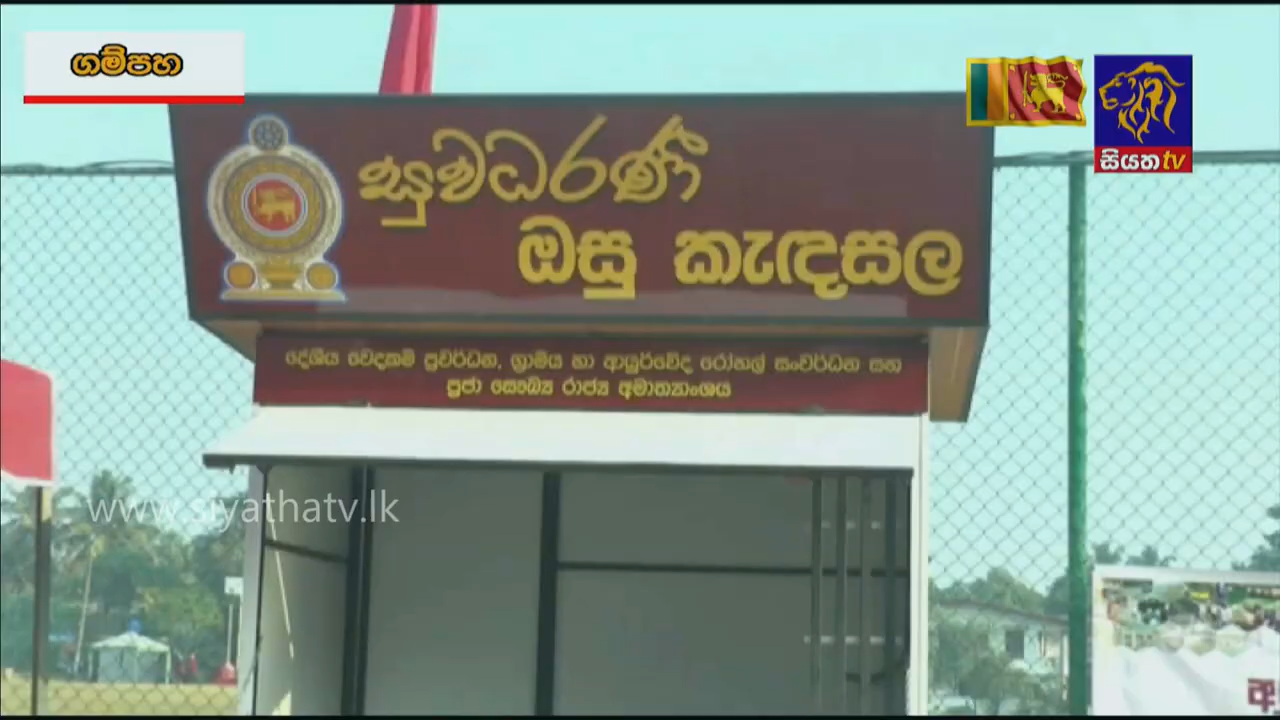 ගම්පහ
සියත tv
සුවධරණී
ඔසු කැඳසල
දේශීය වෙදකම් ප්‍රවර්ධන, ග්‍රාමීය හා ආයුර්වේද රෝහල් සංවර්ධන සහ
ප්‍රජා සෞඛ්‍ය රාජ්‍ය අමාත්‍යාංශය
www.siyathatv.lk